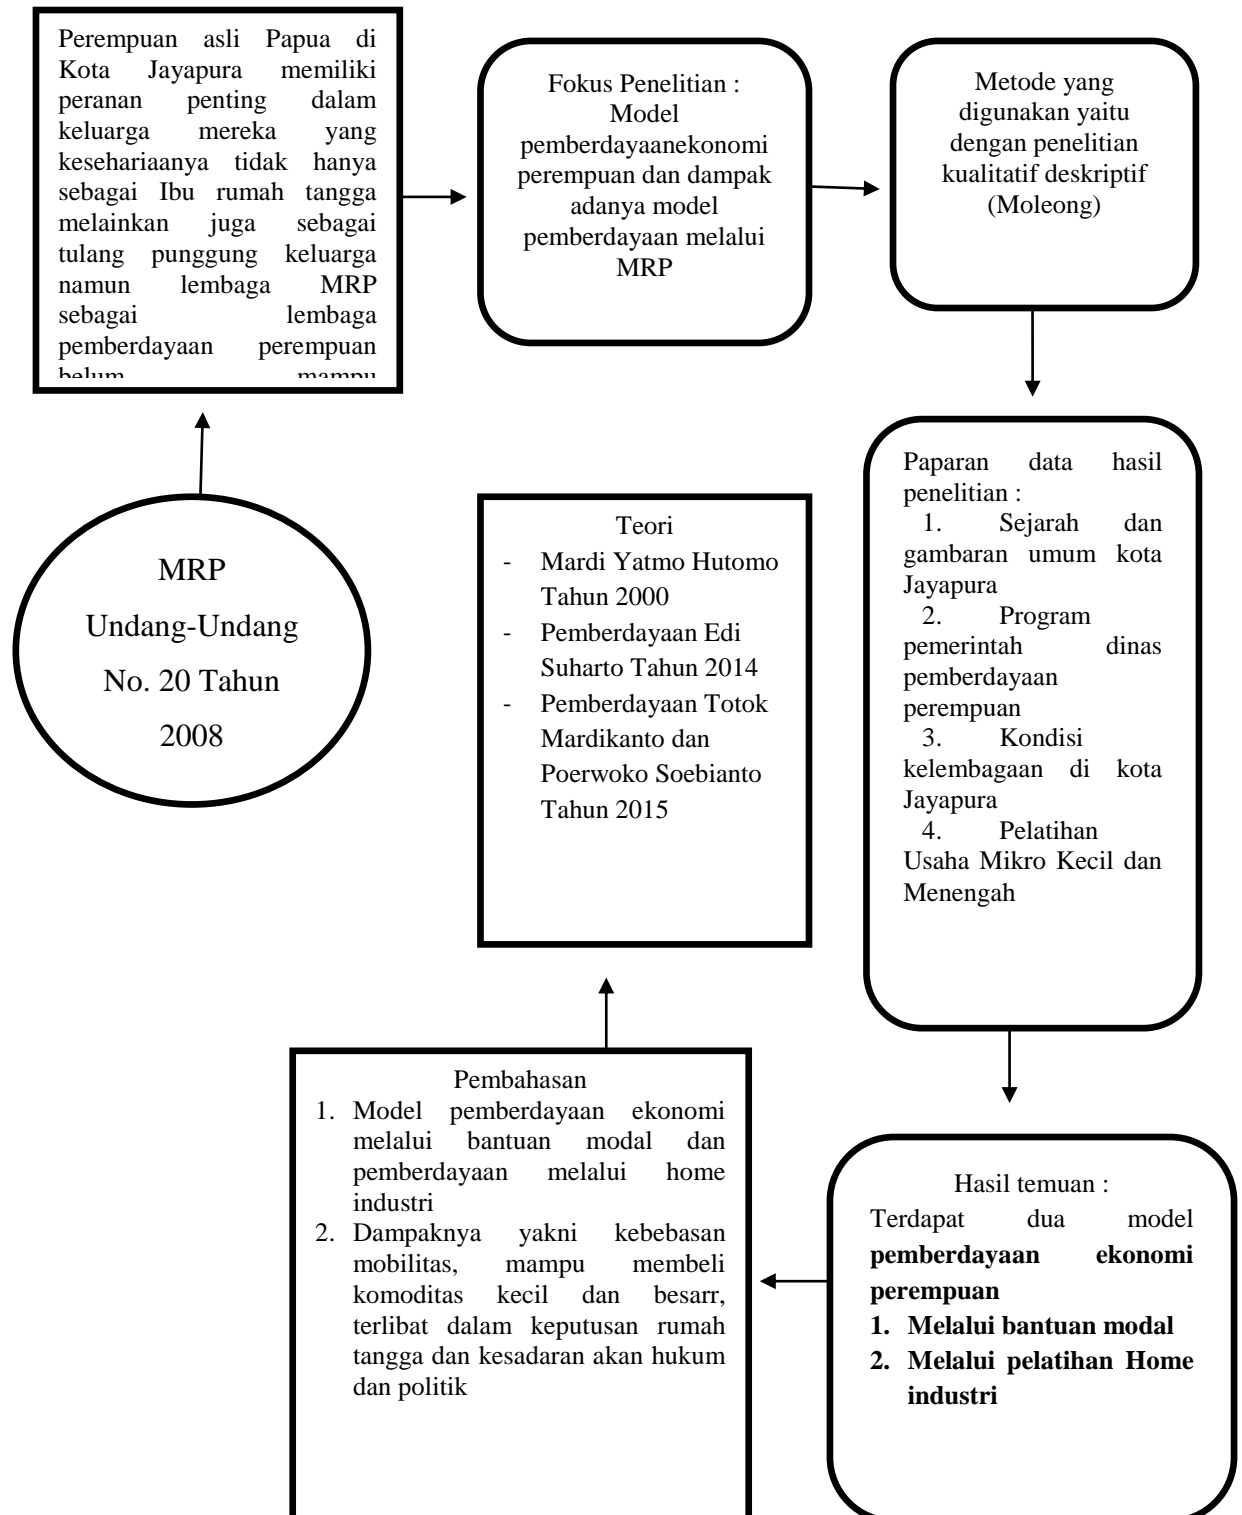 Perempuan asli Papua di
Kota Jayapura memiliki
peranan penting dalam
keluarga mereka yang
kesehariaanya tidak hanya
sebagai Ibu rumah tangga
melainkan juga sebagai
tulang punggung keluarga
namun lembaga MRP
sebagai lembaga
pemberdayaan perempuan
belum mampu
Fokus Penelitian :
Model
pemberdayaanekonomi
perempuan dan dampak
adanya model
pemberdayaan melalui
MRP
Metode yang
digunakan yaitu
dengan penelitian
kualitatif deskriptif
(Moleong)
MRP
Undang-Undang
No. 20 Tahun
2008
Teori
- Mardi Yatmo Hutomo
Tahun 2000
- Pemberdayaan Edi
Suharto Tahun 2014
- Pemberdayaan Totok
Mardikanto dan
Poerwoko Soebianto
Tahun 2015
Paparan data hasil
penelitian :
1. Sejarah dan
gambaran umum kota
Jayapura
2. Program
pemerintah dinas
pemberdayaan
perempuan
3. Kondisi
kelembagaan di kota
Jayapura
4. Pelatihan
Usaha Mikro Kecil dan
Menengah
Pembahasan
1. Model pemberdayaan ekonomi
melalui bantuan modal dan
pemberdayaan melalui home
industri
2. Dampaknya yakni kebebasan
mobilitas, mampu membeli
komoditas kecil dan besarr,
terlibat dalam keputusan rumah
tangga dan kesadaran akan hukum
dan politik
Hasil temuan :
Terdapat dua model
pemberdayaan ekonomi
perempuan
1. Melalui bantuan modal
2. Melalui pelatihan Home
industri